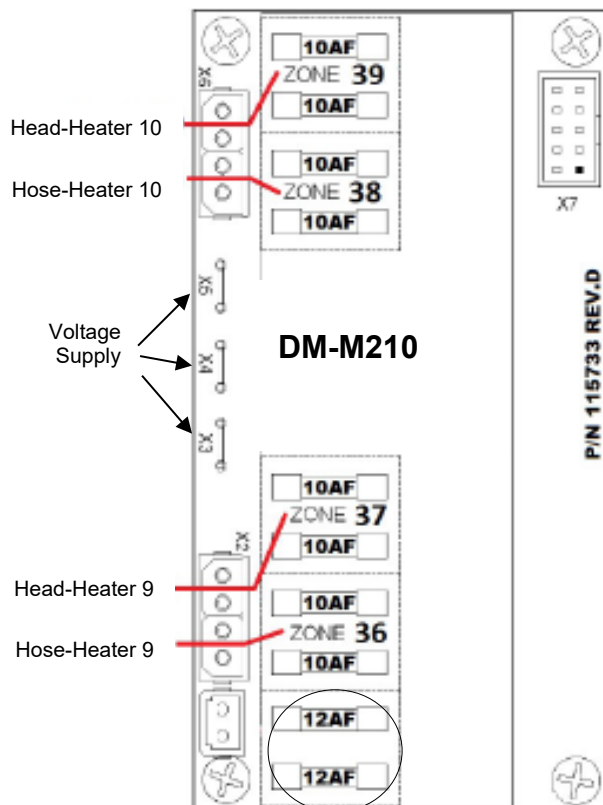 X6
10AF
ZONE 39
10AF
Head-Heater 10
10AF
Hose-Heater 10
ZONE 38
10AF
X7
X5
Voltage
Supply
X4
DM-M210
X3
P/N 115733 REV.D
10AF
ZONE 37
X2
10AF
Head-Heater 9
10AF
Hose-Heater 9
ZONE 36
10AF
12AF
12AF